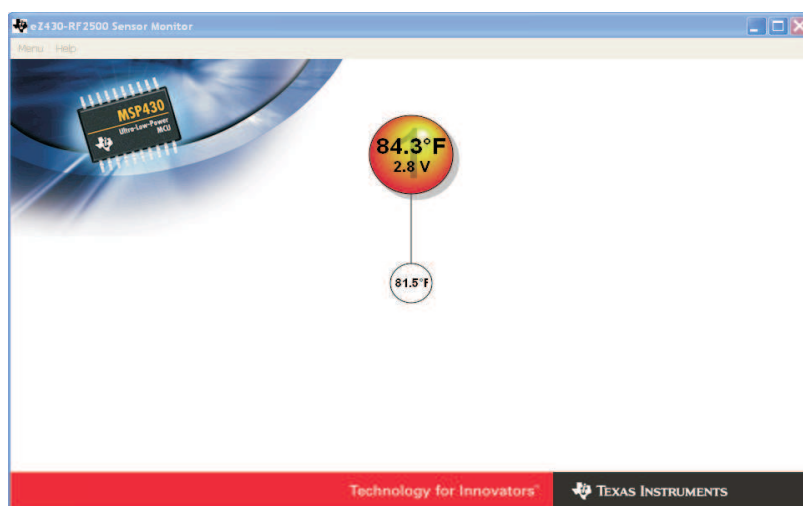 eZ430-RF2500 Sensor Monitor
Menu Help
MSP430
Ultra-Low-Power
MCU
1
84.3°F
2.8 V
81.5°F
Technology for Innovators™
TEXAS INSTRUMENTS